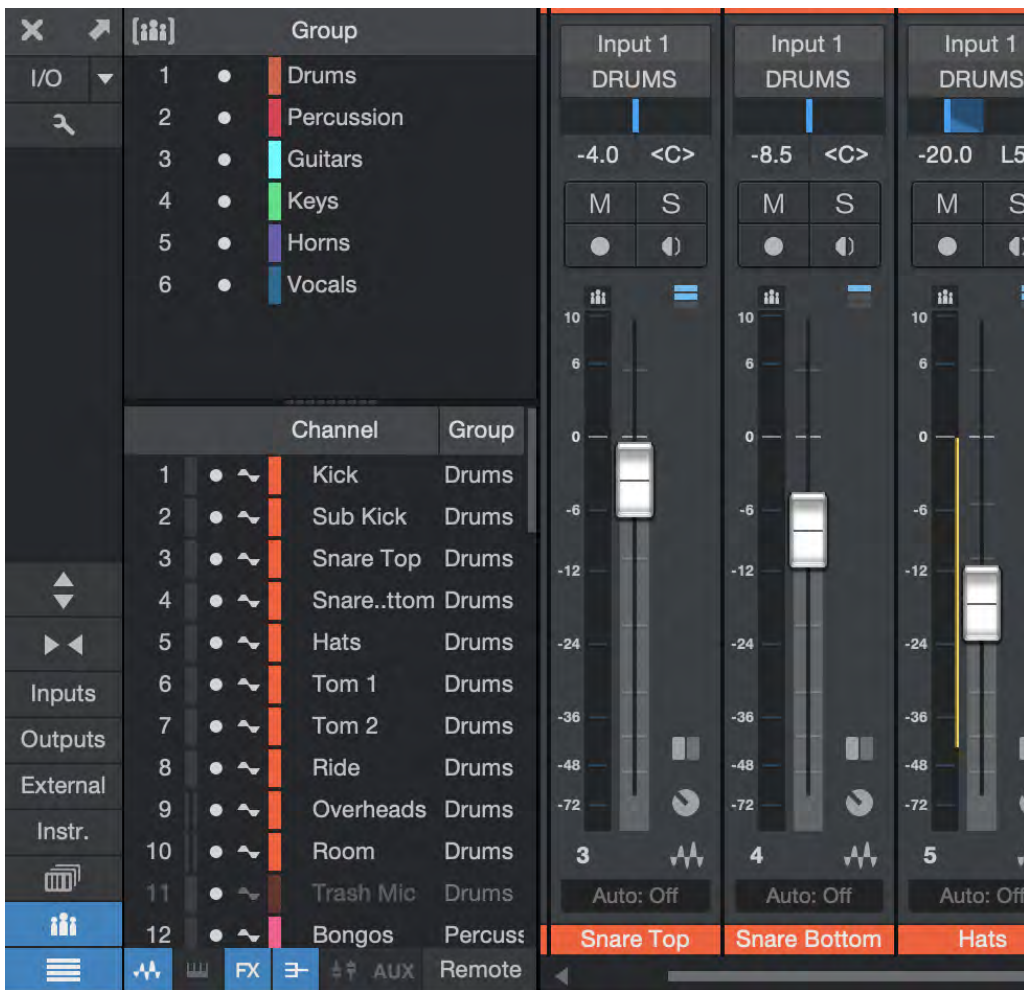 Group
I/O
1 Drums
2 Percussion
3 Guitars
4 Keys
5 Horns
6 Vocals
Channel Group
1 Kick Drums
2 Sub Kick Drums
3 Snare Top Drums
4 Snare..ttom Drums
5 Hats Drums
6 Tom 1 Drums
7 Tom 2 Drums
8 Ride Drums
9 Overheads Drums
10 Room Drums
11 Trash Mic Drums
12 Bongos Percuss
Inputs
Outputs
External
Instr.
FX AUX Remote
Input 1
DRUMS
-4.0 <C>
M S
10
6
0
-6
-12
-24
-36
-48
-72
3
Auto: Off
Snare Top
Input 1
DRUMS
-8.5 <C>
M S
10
6
0
-6
-12
-24
-36
-48
-72
4
Auto: Off
Snare Bottom
Input 1
DRUMS
-20.0 L5
M S
10
6
0
-6
-12
-24
-36
-48
-72
5
Auto: Off
Hats